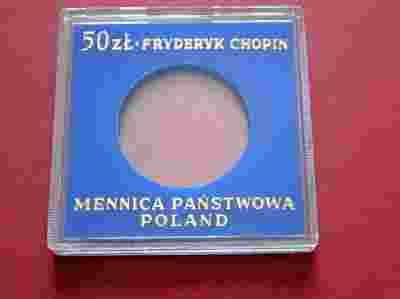 50 zŁ · FRYDERYK CHOPIN
MENNICA PAŃSTWOWA
POLAND